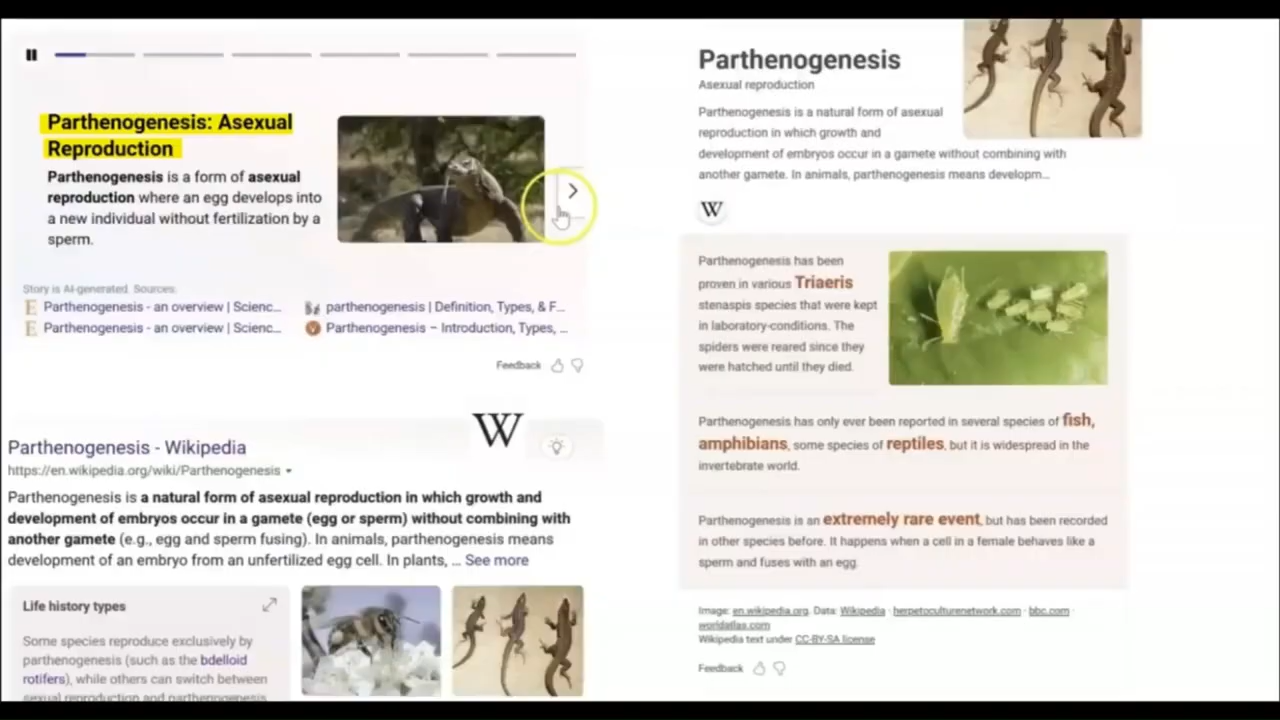 Parthenogenesis: Asexual
Reproduction
Parthenogenesis is a form of asexual
reproduction where an egg develops into
a new individual without fertilization by a
sperm.
Story is AI-generated. Sources:
Parthenogenesis - an overview | Scienc...
parthenogenesis | Definition, Types, & F...
Parthenogenesis - an overview | Scienc...
Parthenogenesis – Introduction, Types, ...
Feedback
W
Parthenogenesis - Wikipedia
https://en.wikipedia.org/wiki/Parthenogenesis
Parthenogenesis is a natural form of asexual reproduction in which growth and
development of embryos occur in a gamete (egg or sperm) without combining with
another gamete (e.g., egg and sperm fusing). In animals, parthenogenesis means
development of an embryo from an unfertilized egg cell. In plants, ... See more
Life history types
Some species reproduce exclusively by
parthenogenesis (such as the bdelloid
rotifers), while others can switch between
sexual reproduction and parthenogenesis
Parthenogenesis
Asexual reproduction
Parthenogenesis is a natural form of asexual
reproduction in which growth and
development of embryos occur in a gamete without combining with
another gamete. In animals, parthenogenesis means developm...
W
Parthenogenesis has been
proven in various Triaeris
stenaspis species that were kept
in laboratory-conditions. The
spiders were reared since they
were hatched until they died.
Parthenogenesis has only ever been reported in several species of fish,
amphibians, some species of reptiles, but it is widespread in the
invertebrate world.
Parthenogenesis is an extremely rare event, but has been recorded
in other species before. It happens when a cell in a female behaves like a
sperm and fuses with an egg.
Image: en.wikipedia.org. Data: Wikipedia · herpetoculturenetwork.com · bbc.com ·
worldatlas.com
Wikipedia text under CC-BY-SA license
Feedback